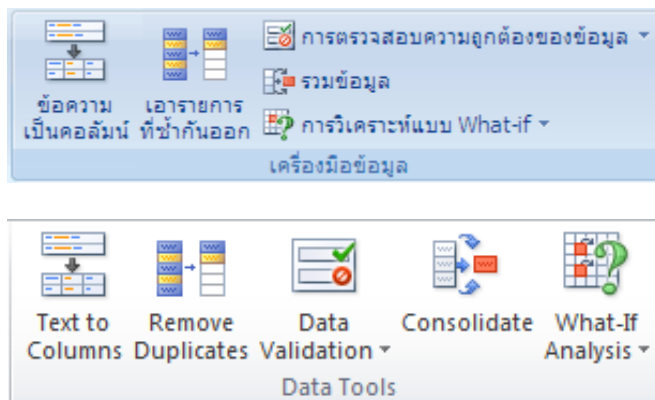 ข้อความ
เป็นคอลัมน์
เอารายการ
ที่ซ้ำกันออก
การตรวจสอบความถูกต้องของข้อมูล
รวมข้อมูล
การวิเคราะห์แบบ What-if
เครื่องมือข้อมูล
Text to
Columns
Remove
Duplicates
Data
Validation
Consolidate
What-If
Analysis
Data Tools